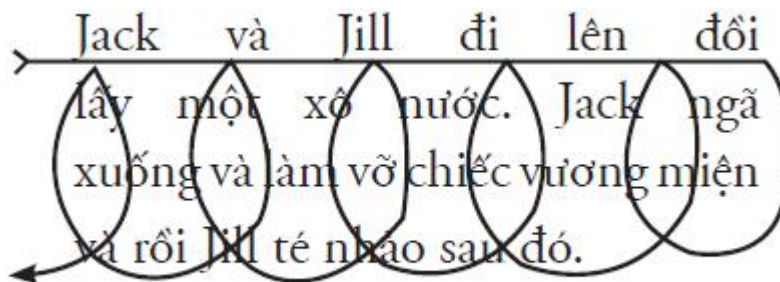 Jack và Jill đi lên đồi
lấy một xô nước. Jack ngã
xuống và làm vỡ chiếc vương miện
và rồi Jill té nhào sau đó.